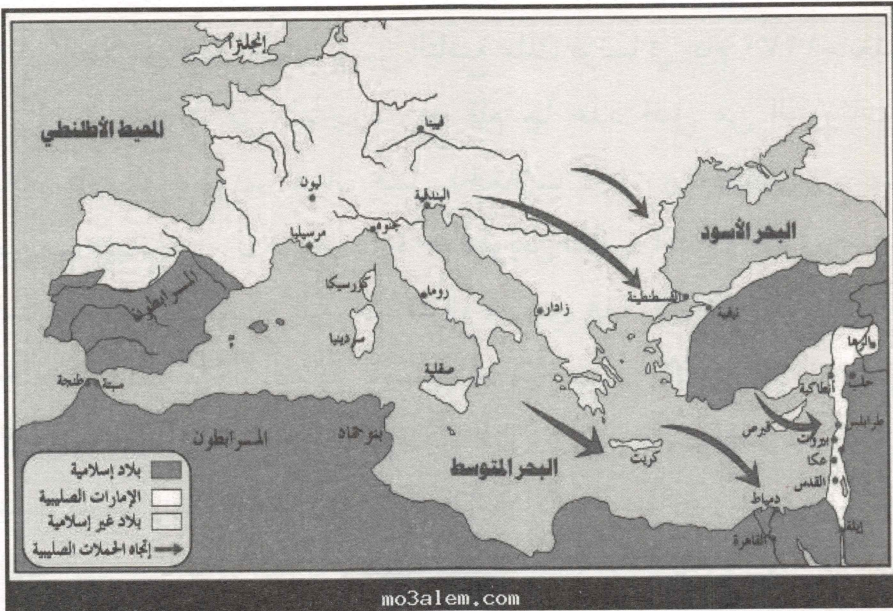 إنجلترا
المحيط الأطلنطي
فيينا
ليون
البندقية
جنوه
مرسيليا
البحر الأسود
المرابطون
كورسيكا
روما
زادار
القسطنطينية
نيقية
سردينيا
الرها
صقلية
أنطاكية
حلب
طنجة
سبتة
طرابلس
قبرص
بيروت
المرابطون
بنو حماد
كريت
عكا
البحر المتوسط
القدس
دمياط
القاهرة
إيلة
بلاد إسلامية
الإمارات الصليبية
بلاد غير إسلامية
إتجاه الحملات الصليبية
mo3alem.com